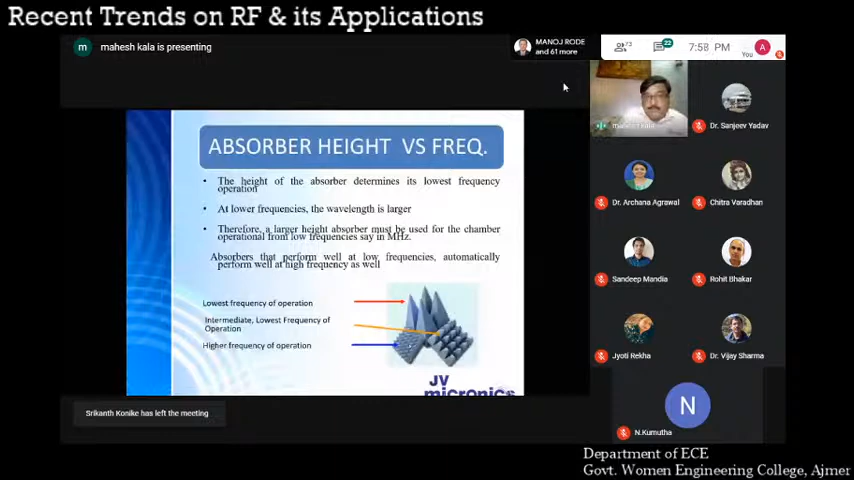 Recent Trends on RF & its Applications
m mahesh kala is presenting
MANOJ RODE
and 61 more
73
22
7:58 PM
A
You
ABSORBER HEIGHT VS FREQ.
• The height of the absorber determines its lowest frequency
operation
• At lower frequencies, the wavelength is larger
• Therefore, a larger height absorber must be used for the chamber
operational from low frequencies say in MHz.
Absorbers that perform well at low frequencies, automatically
perform well at high frequency as well
Lowest frequency of operation
Intermediate, Lowest Frequency of
Operation
Higher frequency of operation
JV
micronics
Dr. Sanjeev Yadav
Dr. Archana Agrawal
Chitra Varadhan
Sandeep Mandia
Rohit Bhakar
Jyoti Rekha
Dr. Vijay Sharma
N
N.Kumutha
Srikanth Konike has left the meeting
Department of ECE
Govt. Women Engineering College, Ajmer